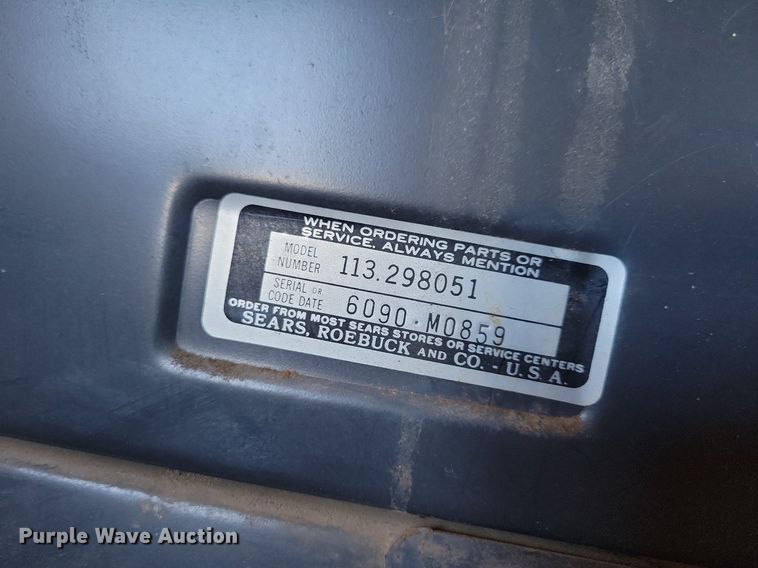 WHEN ORDERING PARTS OR
SERVICE, ALWAYS MENTION
MODEL
NUMBER 113.298051
SERIAL OR
CODE DATE 6090·M0859
ORDER FROM MOST SEARS STORES OR SERVICE CENTERS
SEARS, ROEBUCK AND CO. - U.S.A.
Purple Wave Auction®